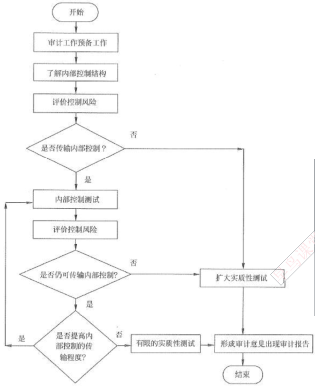 开始
审计工作预备工作
了解内部控制结构
评价控制风险
是否传输内部控制？
否
是
内部控制测试
评价控制风险
是否仍可传输内部控制?
否
扩大实质性测试
是
是否提高内
部控制的传
输程度?
是
否
有限的实质性测试
形成审计意见出现审计报告
结束